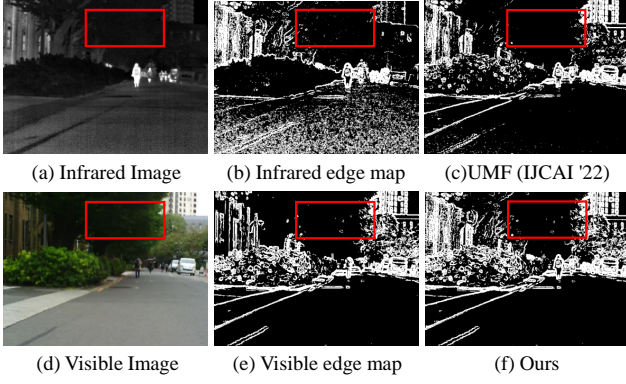 (a) Infrared Image
(b) Infrared edge map
(c)UMF (IJCAI '22)
(d) Visible Image
(e) Visible edge map
(f) Ours